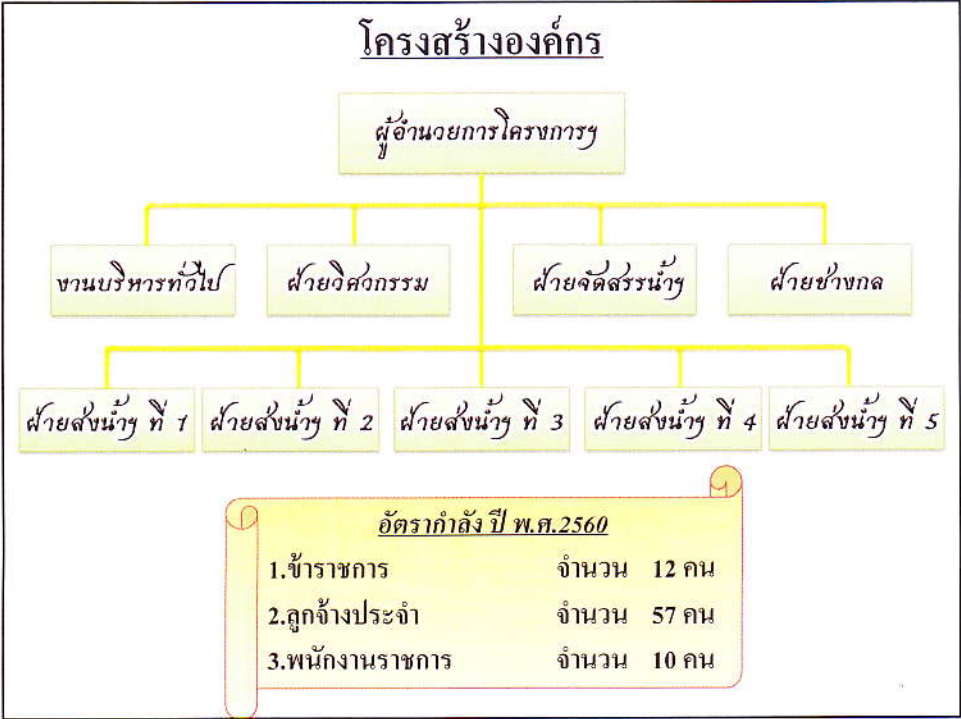 โครงสร้างองค์กร
ผู้อำนวยการโครงการฯ
งานบริหารทั่วไป
ฝ่ายวิศวกรรม
ฝ่ายจัดสรรน้ำฯ
ฝ่ายช่างกล
ฝ่ายส่งน้ำฯ ที่ 1
ฝ่ายส่งน้ำฯ ที่ 2
ฝ่ายส่งน้ำฯ ที่ 3
ฝ่ายส่งน้ำฯ ที่ 4
ฝ่ายส่งน้ำฯ ที่ 5
อัตรากำลัง ปี พ.ศ.2560
1.ข้าราชการ จำนวน 12 คน
2.ลูกจ้างประจำ จำนวน 57 คน
3.พนักงานราชการ จำนวน 10 คน